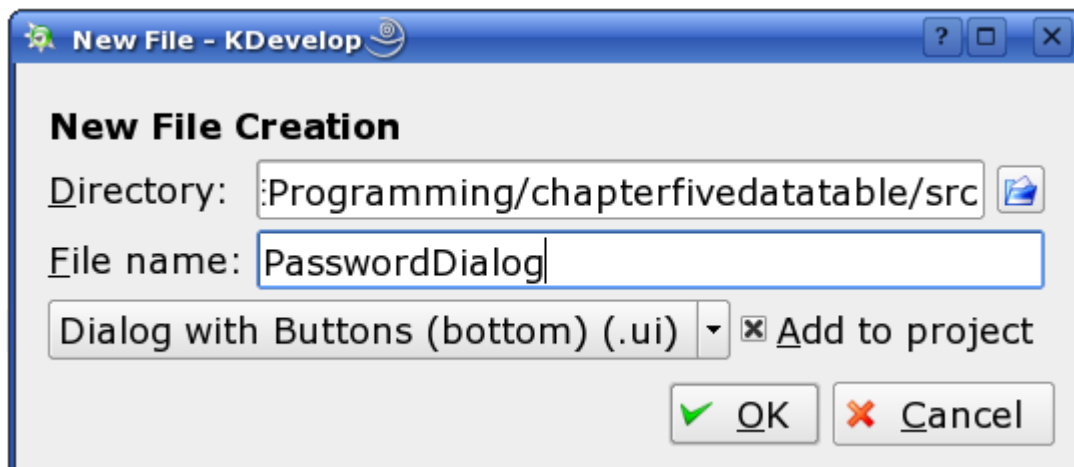 New File - KDevelop
New File Creation
Directory: Programming/chapterfivedatatable/src
File name: PasswordDialog
Dialog with Buttons (bottom) (.ui) Add to project
OK Cancel